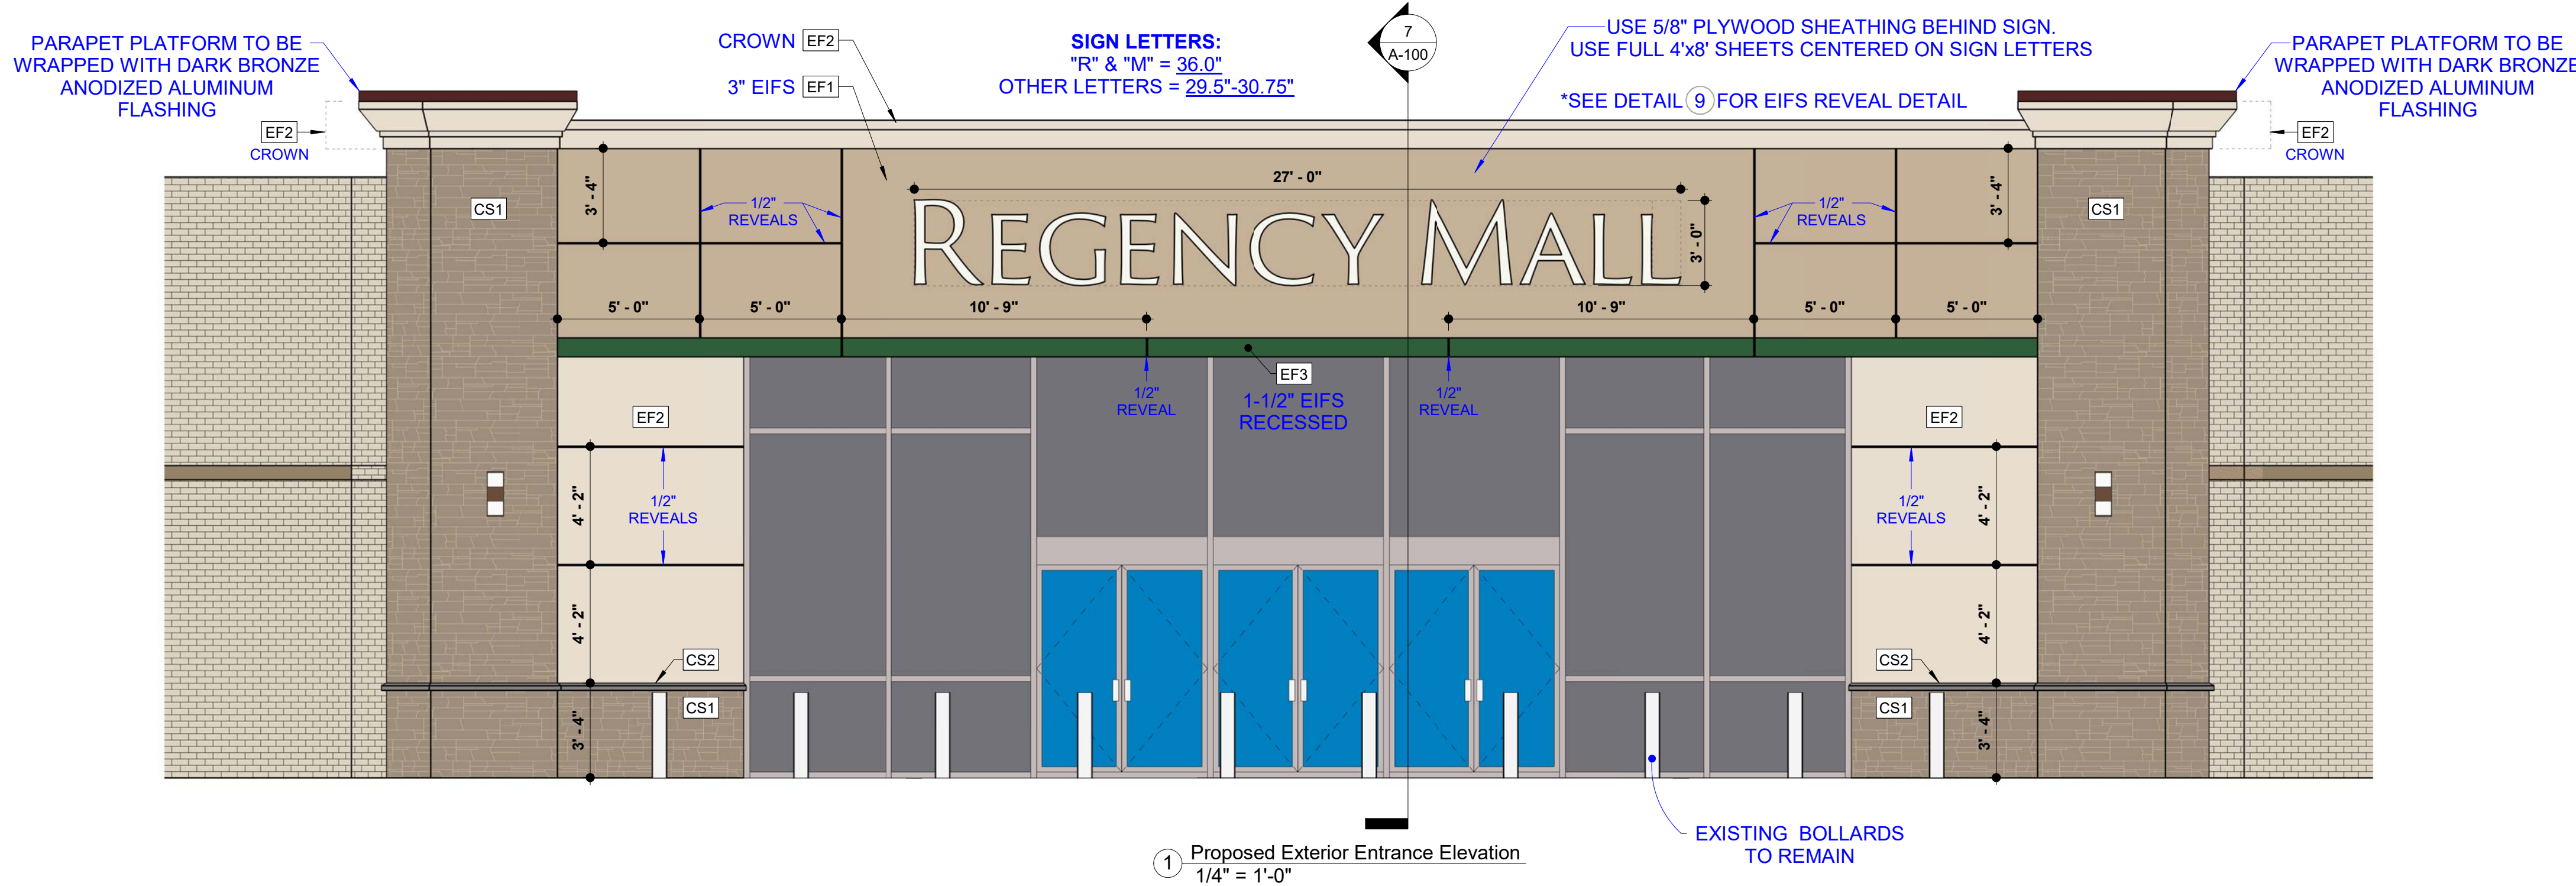 PARAPET PLATFORM TO BE
WRAPPED WITH DARK BRONZE
ANODIZED ALUMINUM
FLASHING
EF2
CROWN
CROWN EF2
3" EIFS EF1
SIGN LETTERS:
"R" & "M" = 36.0"
OTHER LETTERS = 29.5"-30.75"
7
A-100
USE 5/8" PLYWOOD SHEATHING BEHIND SIGN.
USE FULL 4'x8' SHEETS CENTERED ON SIGN LETTERS
*SEE DETAIL 9 FOR EIFS REVEAL DETAIL
PARAPET PLATFORM TO BE
WRAPPED WITH DARK BRONZE
ANODIZED ALUMINUM
FLASHING
EF2
CROWN
CS1
3' - 4"
1/2"
REVEALS
27' - 0"
REGENCY MALL
3' - 0"
1/2"
REVEALS
3' - 4"
CS1
5' - 0"
5' - 0"
10' - 9"
10' - 9"
5' - 0"
5' - 0"
1/2"
REVEAL
EF3
1-1/2" EIFS
RECESSED
1/2"
REVEAL
EF2
4' - 2"
1/2"
REVEALS
4' - 2"
CS2
CS1
3' - 4"
EF2
1/2"
REVEALS
4' - 2"
4' - 2"
CS2
CS1
3' - 4"
EXISTING BOLLARDS
TO REMAIN
1 Proposed Exterior Entrance Elevation
1/4" = 1'-0"